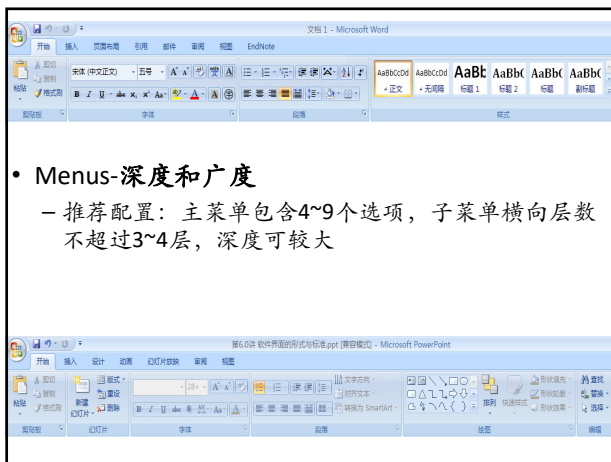 文档 1 - Microsoft Word
开始 插入 页面布局 引用 邮件 审阅 视图 EndNote
剪切
复制
格式刷
粘贴
宋体 (中文正文) 五号
AaBbCcDd AaBbCcDd AaBb AaBb( AaBb( AaBb(
正文 无间隔 标题 1 标题 2 标题 副标题
剪贴板 字体 段落 样式
• Menus-深度和广度
– 推荐配置：主菜单包含4~9个选项，子菜单横向层数
不超过3~4层，深度可较大
第6.0讲 软件界面的形式与标准.ppt [兼容模式] - Microsoft PowerPoint
开始 插入 设计 动画 幻灯片放映 审阅 视图
剪切
复制
格式刷
粘贴
新建
幻灯片
版式
重设
删除
28
文字方向
对齐文本
转换为 SmartArt
排列 快速样式
形状填充
形状轮廓
形状效果
查找
替换
选择
剪贴板 幻灯片 字体 段落 绘图 编辑